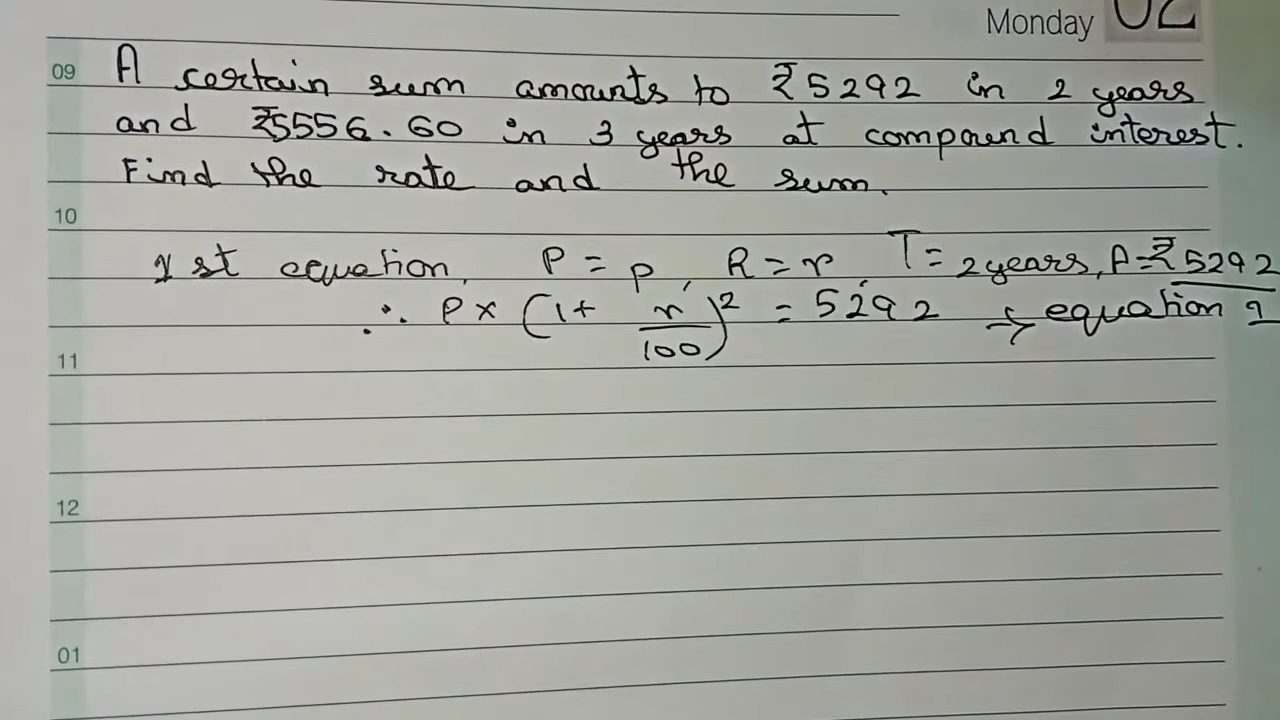 Monday 02
09 A certain sum amounts to ₹5292 in 2 years
and ₹5556.60 in 3 years at compound interest.
Find the rate and the sum.
10
1st equation, P = p, R = r, T = 2 years, A = ₹5292
∴ P × (1 + r/100)² = 5292 → equation 1
11
12
01